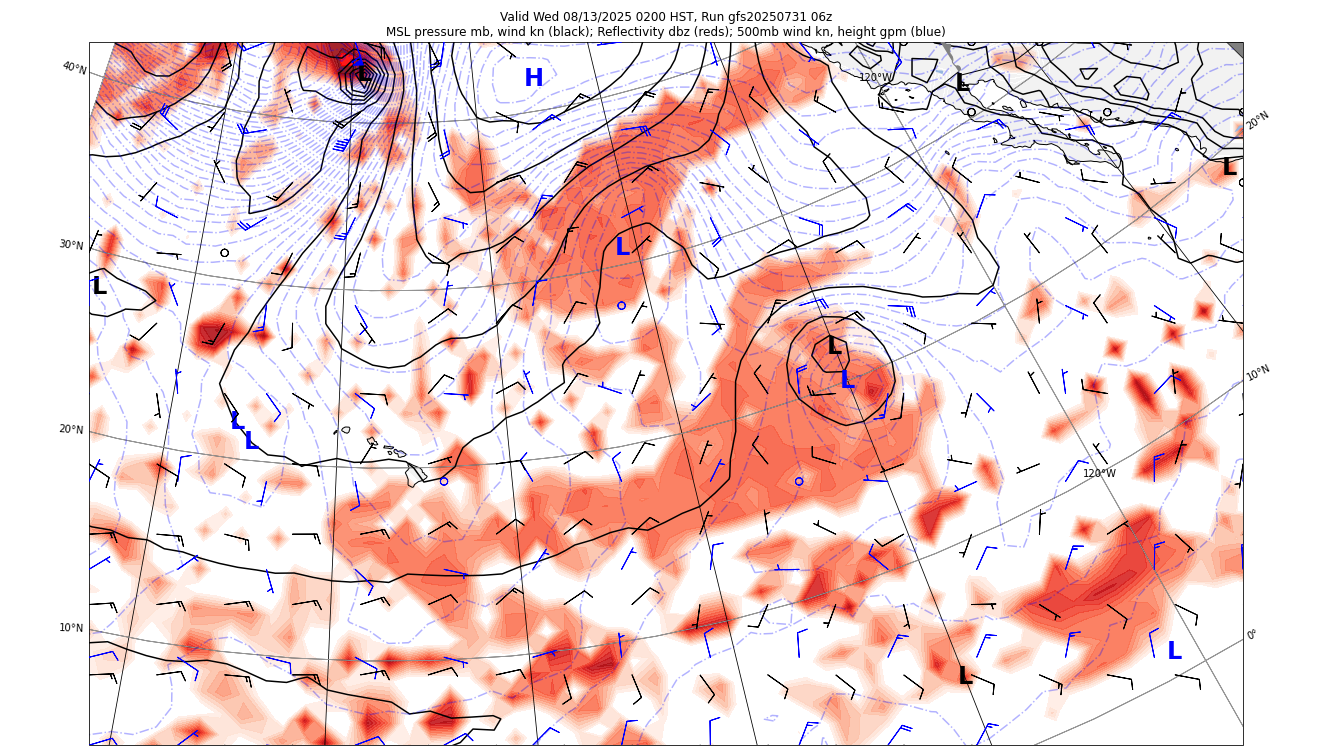 Valid Wed 08/13/2025 0200 HST, Run gfs20250731 06z
MSL pressure mb, wind kn (black); Reflectivity dbz (reds); 500mb wind kn, height gpm (blue)
40°N
L
H
120°W
L
20°N
L
30°N
L
L
L
L
10°N
20°N
L
L
120°W
10°N
0°
L
L